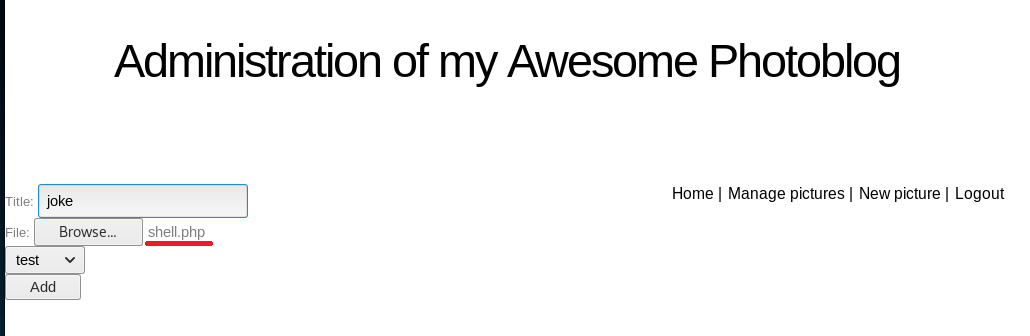 Administration of my Awesome Photoblog
Home | Manage pictures | New picture | Logout
Title: joke
File: Browse... shell.php
test
Add